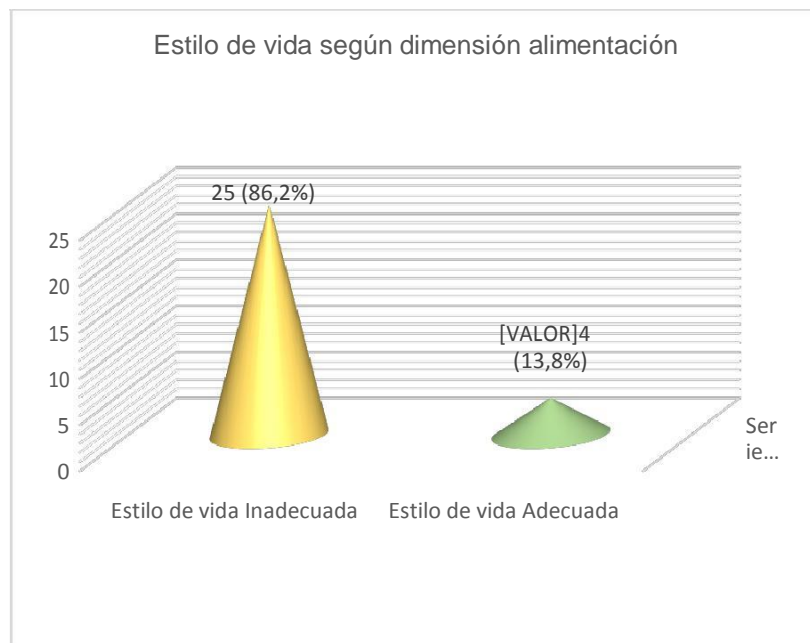 Estilo de vida según dimensión alimentación
25 (86,2%)
[VALOR]4
(13,8%)
25
20
15
10
5
0
Ser
ie...
Estilo de vida Inadecuada
Estilo de vida Adecuada